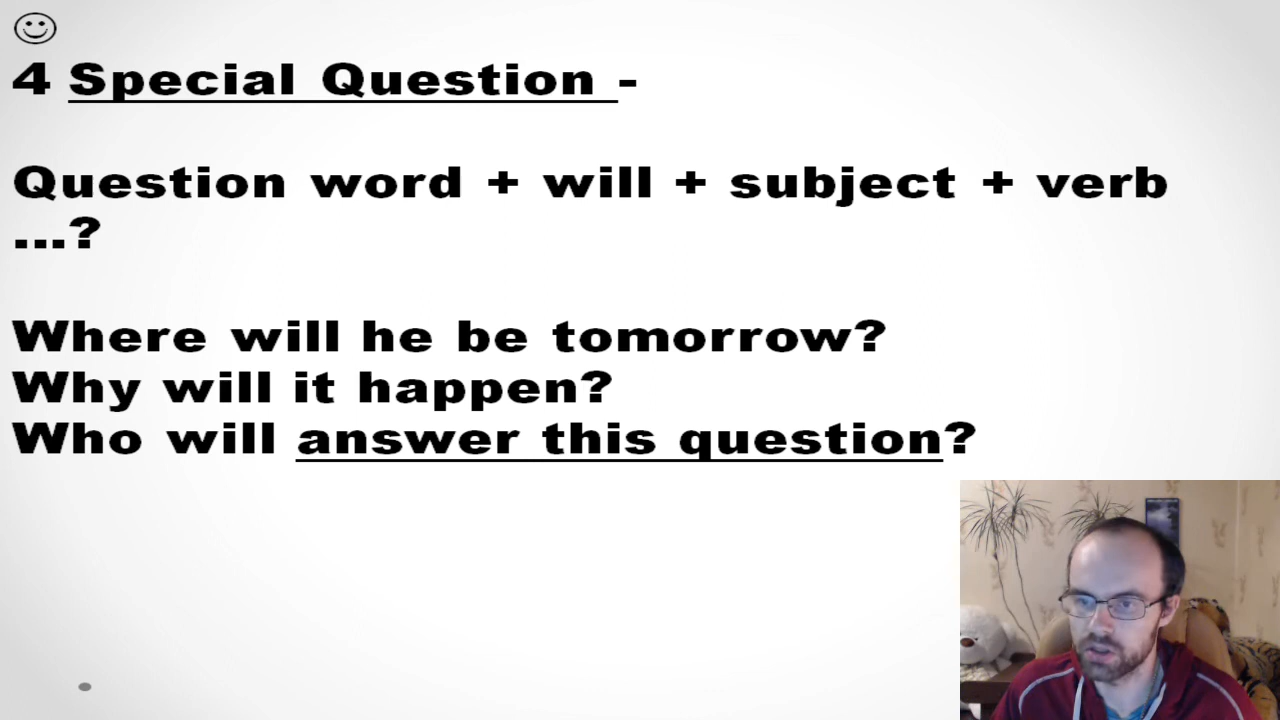 4 Special Question -
Question word + will + subject + verb
...?
Where will he be tomorrow?
Why will it happen?
Who will answer this question?